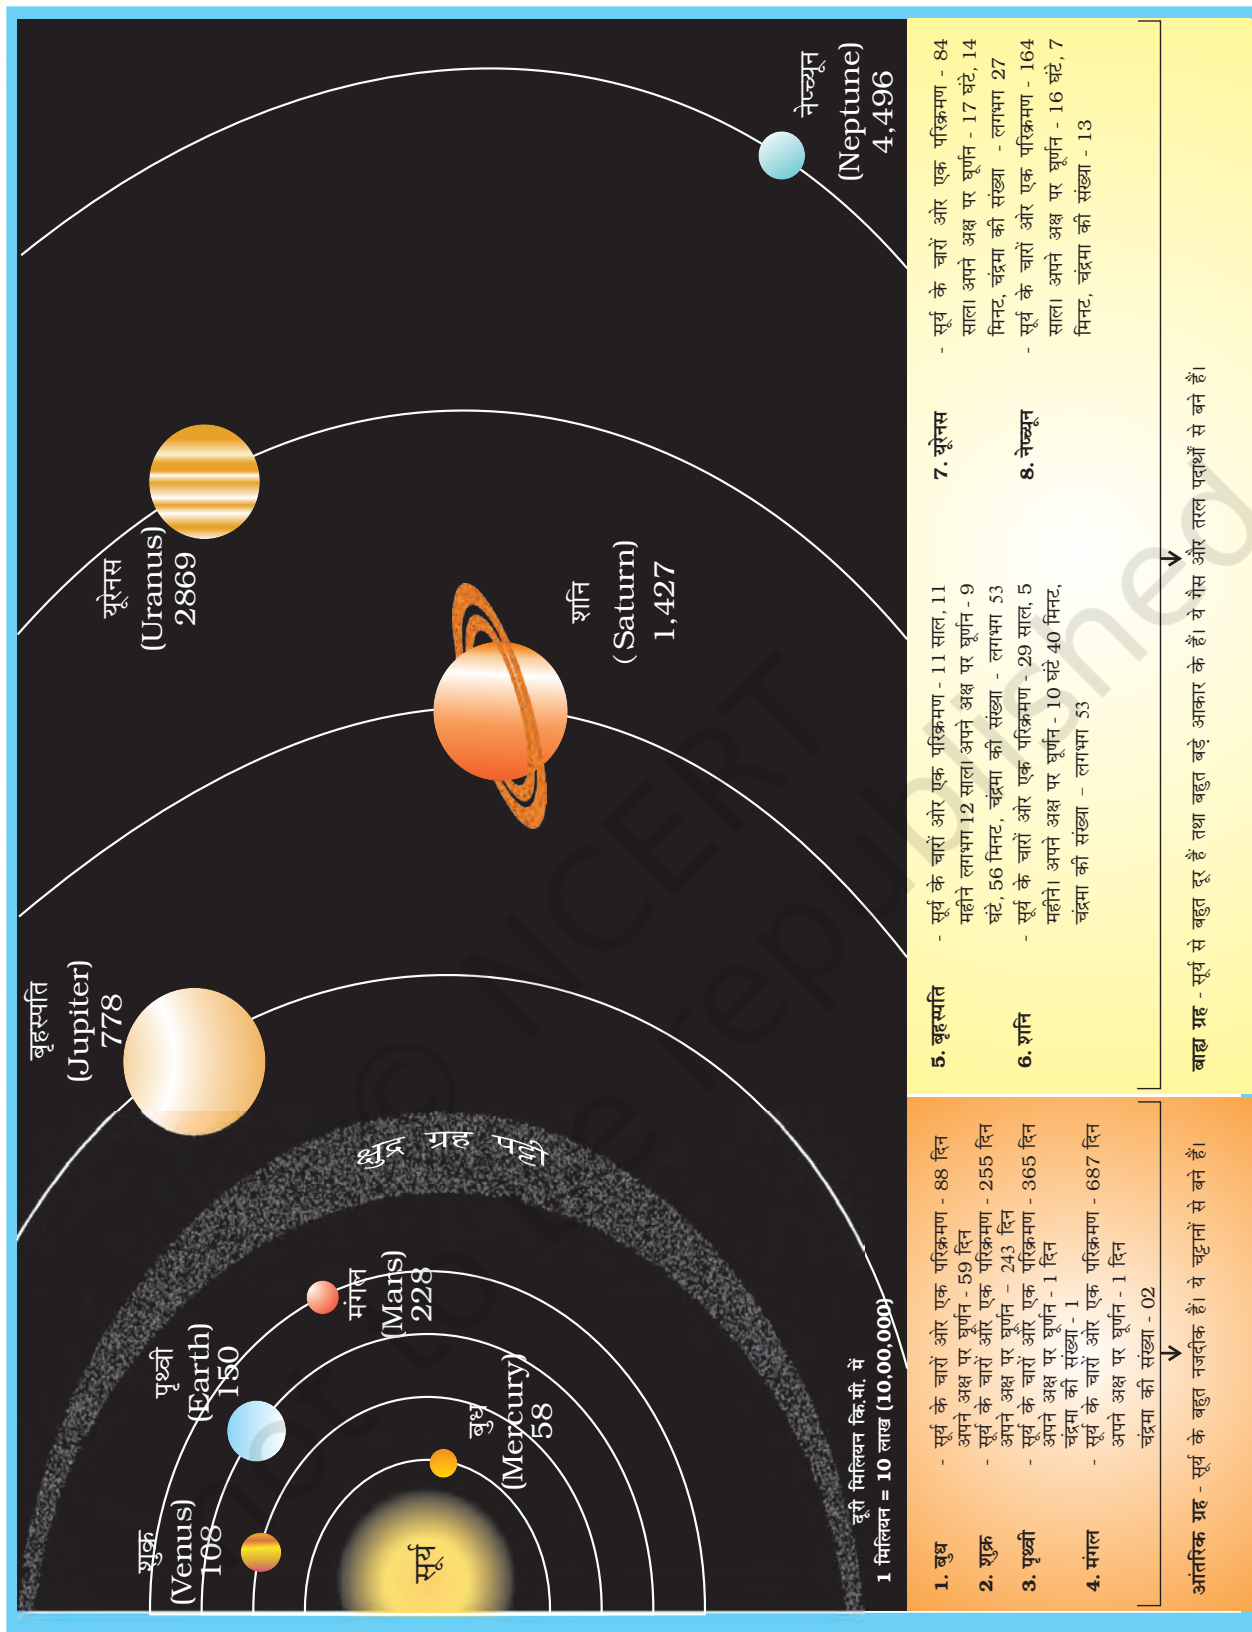 सूर्य
बुध
(Mercury)
58
शुक्र
(Venus)
108
पृथ्वी
(Earth)
150
मंगल
(Mars)
228
क्षुद्र ग्रह पट्टी
बृहस्पति
(Jupiter)
778
शनि
(Saturn)
1,427
यूरेनस
(Uranus)
2869
नेप्च्यून
(Neptune)
4,496
दूरी मिलियन कि.मी. में
1 मिलियन = 10 लाख (10,00,000)
1. बुध - सूर्य के चारों ओर एक परिक्रमण - 88 दिन
अपने अक्ष पर घूर्णन - 59 दिन
2. शुक्र - सूर्य के चारों ओर एक परिक्रमण - 255 दिन
अपने अक्ष पर घूर्णन – 243 दिन
3. पृथ्वी - सूर्य के चारों ओर एक परिक्रमण - 365 दिन
अपने अक्ष पर घूर्णन - 1 दिन
चंद्रमा की संख्या - 1
4. मंगल - सूर्य के चारों ओर एक परिक्रमण - 687 दिन
अपने अक्ष पर घूर्णन - 1 दिन
चंद्रमा की संख्या - 02
आंतरिक ग्रह - सूर्य के बहुत नजदीक हैं। ये चट्टानों से बने हैं।
5. बृहस्पति - सूर्य के चारों ओर एक परिक्रमण - 11 साल, 11
महीने लगभग 12 साल। अपने अक्ष पर घूर्णन - 9
घंटे, 56 मिनट, चंद्रमा की संख्या - लगभग 53
6. शनि - सूर्य के चारों ओर एक परिक्रमण - 29 साल, 5
महीने। अपने अक्ष पर घूर्णन - 10 घंटे 40 मिनट,
चंद्रमा की संख्या – लगभग 53
7. यूरेनस - सूर्य के चारों ओर एक परिक्रमण - 84
साल। अपने अक्ष पर घूर्णन - 17 घंटे, 14
मिनट, चंद्रमा की संख्या - लगभग 27
8. नेप्च्यून - सूर्य के चारों ओर एक परिक्रमण - 164
साल। अपने अक्ष पर घूर्णन - 16 घंटे, 7
मिनट, चंद्रमा की संख्या - 13
बाह्य ग्रह - सूर्य से बहुत दूर हैं तथा बहुत बड़े आकार के हैं। ये गैस और तरल पदार्थों से बने हैं।
© NCERT
not to be republished